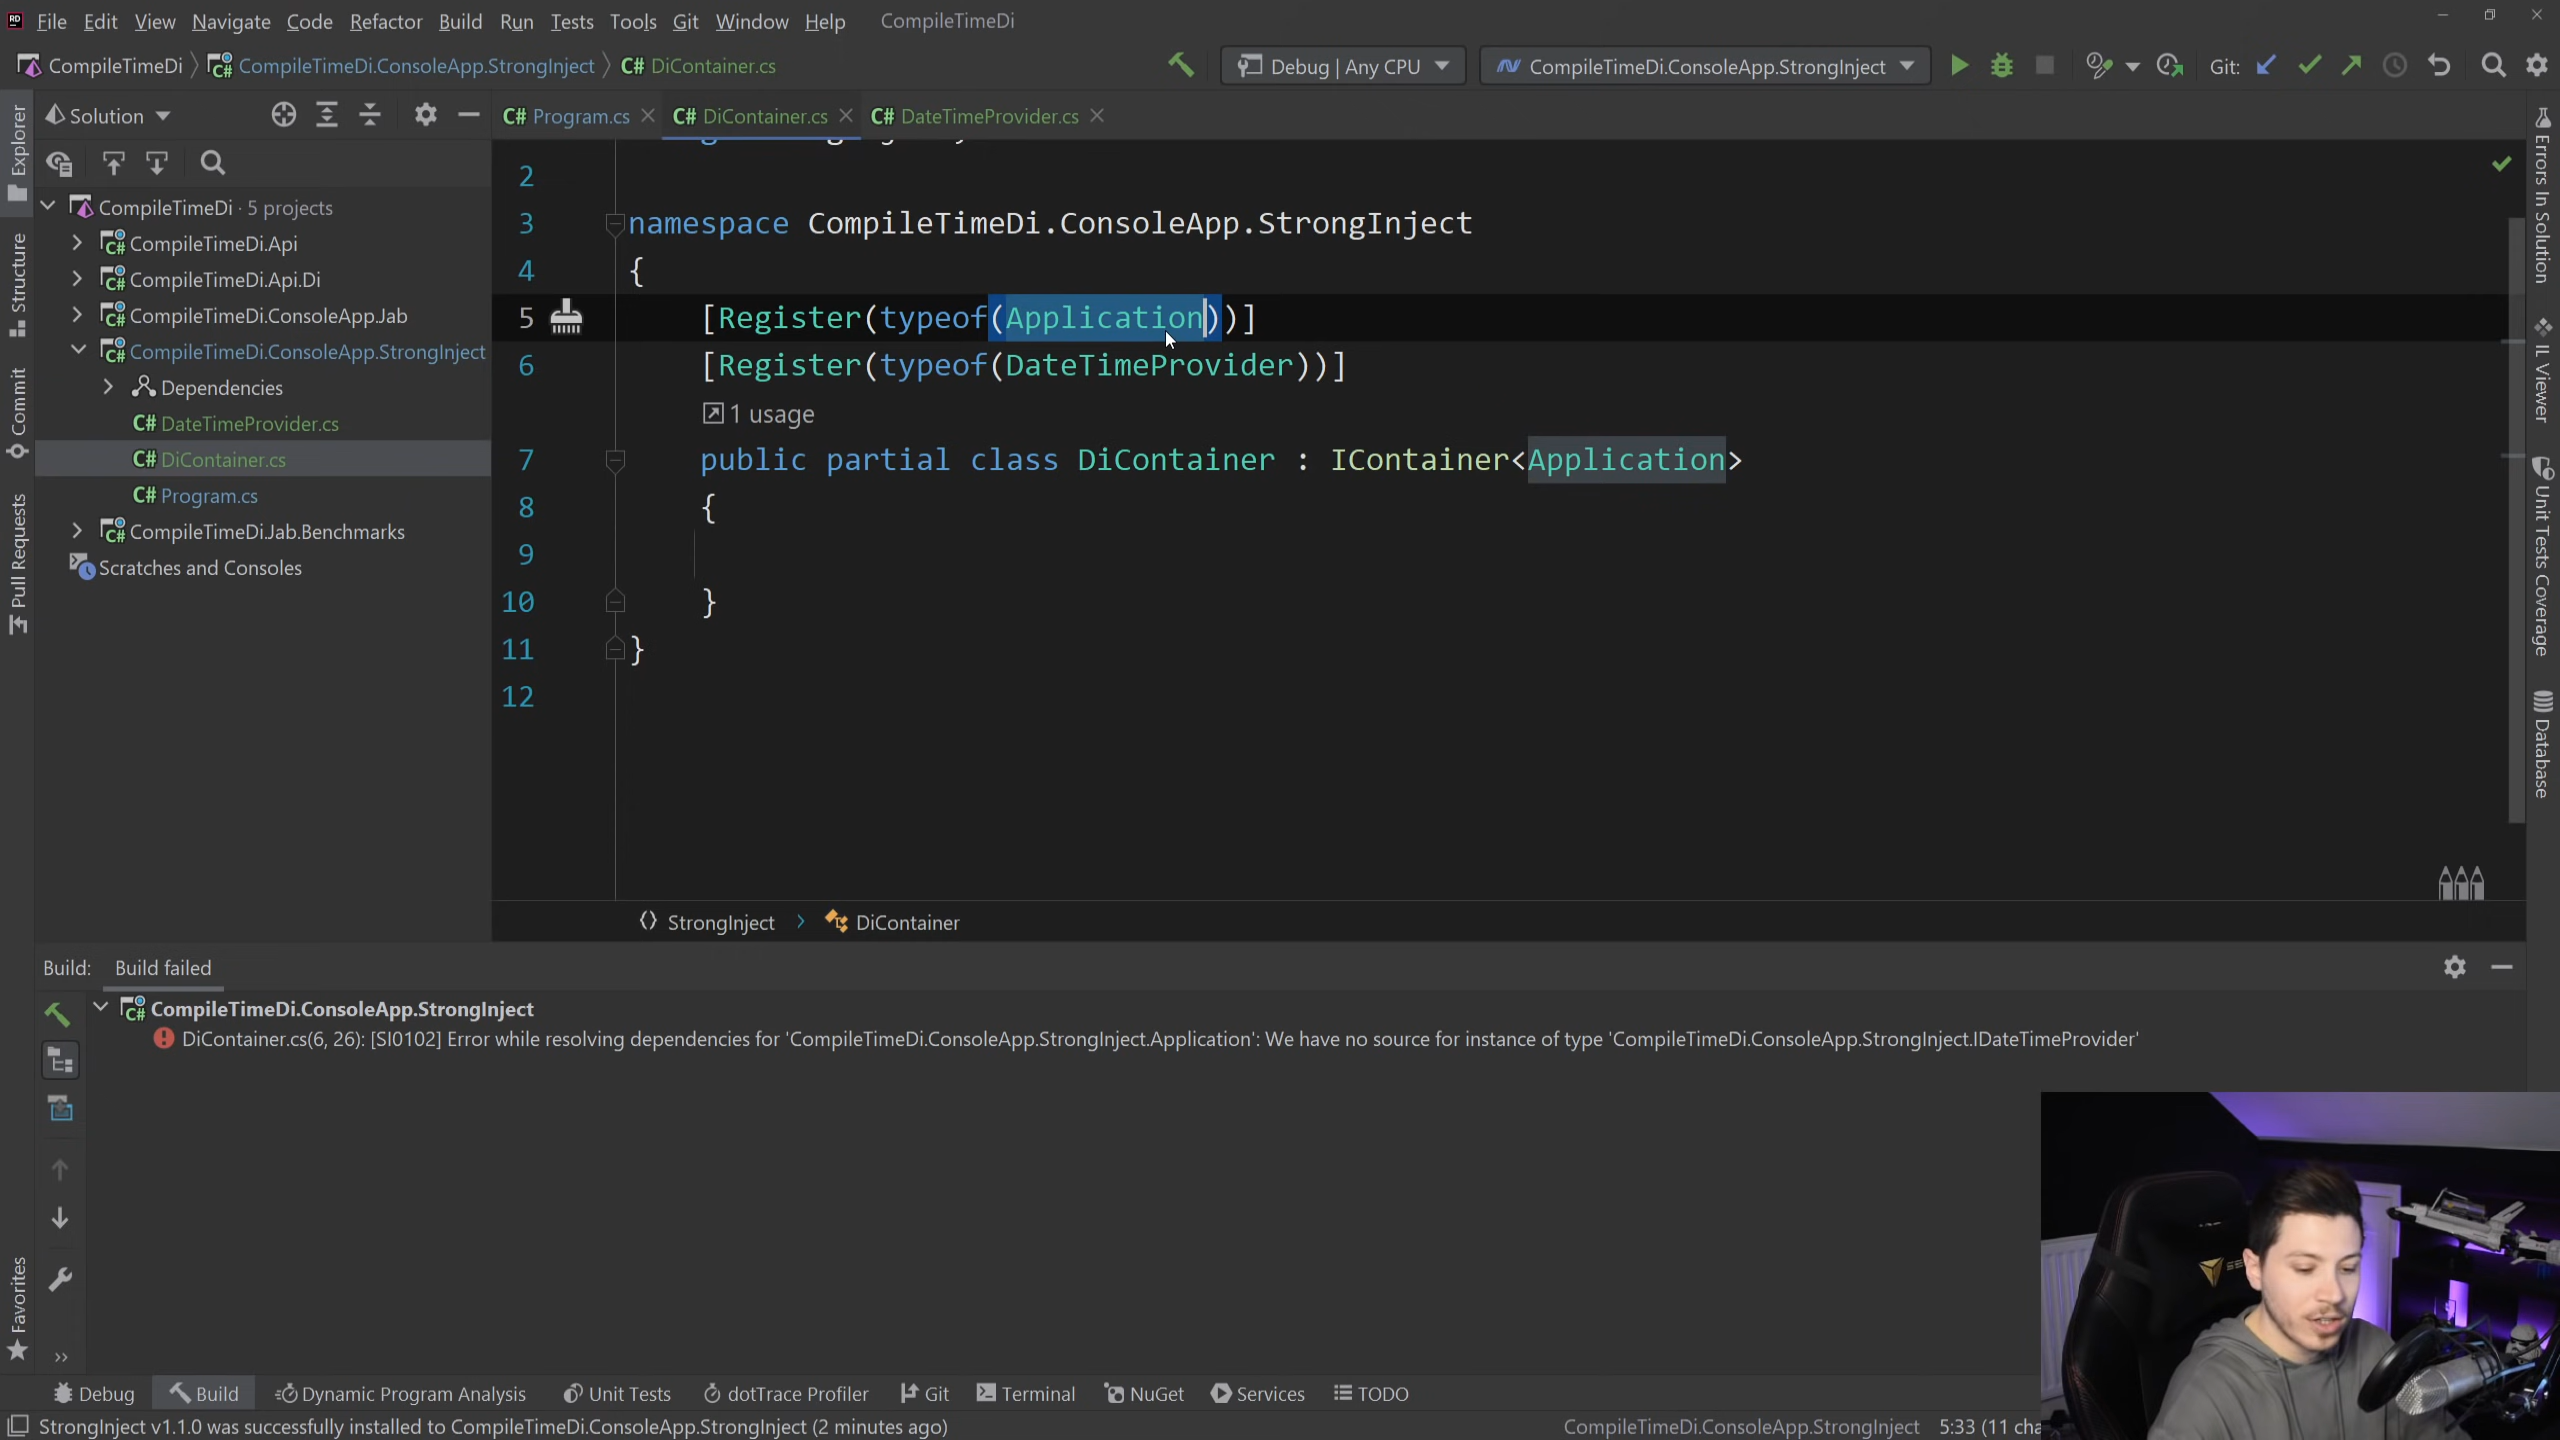 RD File Edit View Navigate Code Refactor Build Run Tests Tools Git Window Help CompileTimeDi
CompileTimeDi CompileTimeDi.ConsoleApp.StrongInject C# DiContainer.cs Debug | Any CPU CompileTimeDi.ConsoleApp.StrongInject Git:
Solution
C# Program.cs C# DiContainer.cs C# DateTimeProvider.cs
Explorer
Structure
Commit
Pull Requests
Favorites
CompileTimeDi · 5 projects
CompileTimeDi.Api
CompileTimeDi.Api.Di
CompileTimeDi.ConsoleApp.Jab
CompileTimeDi.ConsoleApp.StrongInject
Dependencies
C# DateTimeProvider.cs
C# DiContainer.cs
C# Program.cs
CompileTimeDi.Jab.Benchmarks
Scratches and Consoles
2
3 namespace CompileTimeDi.ConsoleApp.StrongInject
4 {
5 [Register(typeof(Application))]
6 [Register(typeof(DateTimeProvider))]
1 usage
7 public partial class DiContainer : IContainer<Application>
8 {
9
10 }
11 }
12
StrongInject DiContainer
Errors In Solution
IL Viewer
Unit Tests Coverage
Database
Build: Build failed
CompileTimeDi.ConsoleApp.StrongInject
DiContainer.cs(6, 26): [SI0102] Error while resolving dependencies for 'CompileTimeDi.ConsoleApp.StrongInject.Application': We have no source for instance of type 'CompileTimeDi.ConsoleApp.StrongInject.IDateTimeProvider'
Debug Build Dynamic Program Analysis Unit Tests dotTrace Profiler Git Terminal NuGet Services TODO
StrongInject v1.1.0 was successfully installed to CompileTimeDi.ConsoleApp.StrongInject (2 minutes ago) CompileTimeDi.ConsoleApp.StrongInject 5:33 (11 cha